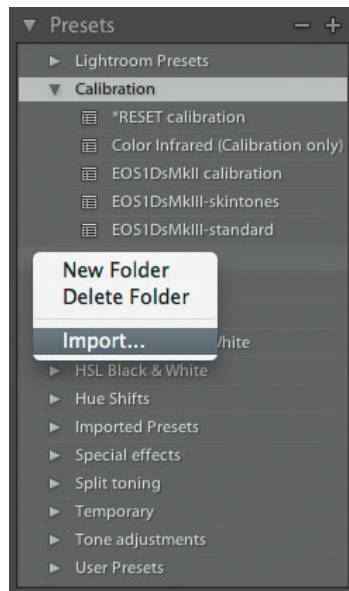 Presets
Lightroom Presets
Calibration
*RESET calibration
Color Infrared (Calibration only)
EOS1DsMkII calibration
EOS1DsMkIII-skintones
EOS1DsMkIII-standard
New Folder
Delete Folder
Import...
HSL Black & White
Hue Shifts
Imported Presets
Special effects
Split toning
Temporary
Tone adjustments
User Presets